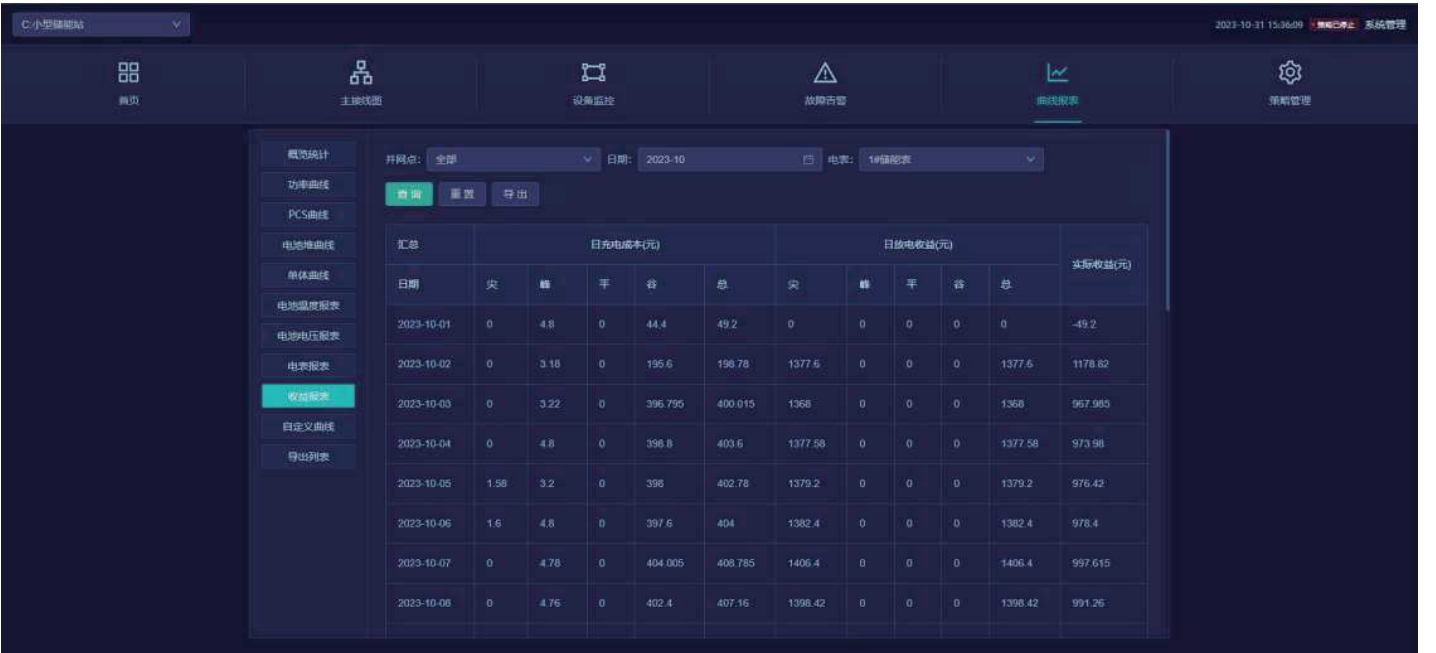 C:小型储能站
2023-10-31 15:36:09 策略已停止 系统管理
首页 主接线图 设备监控 故障告警 曲线报表 策略管理
概览统计
功率曲线
PCS曲线
电池堆曲线
单体曲线
电池温度报表
电池电压报表
电表报表
收益报表
自定义曲线
导出列表
并网点: 全部 日期: 2023-10 电表: 1#储能表
查询 重置 导出
汇总 日充电成本(元) 日放电收益(元) 实际收益(元)
日期 尖 峰 平 谷 总 尖 峰 平 谷 总
2023-10-01 0 4.8 0 44.4 49.2 0 0 0 0 0 -49.2
2023-10-02 0 3.18 0 195.6 198.78 1377.6 0 0 0 1377.6 1178.82
2023-10-03 0 3.22 0 396.795 400.015 1368 0 0 0 1368 967.985
2023-10-04 0 4.8 0 398.8 403.6 1377.58 0 0 0 1377.58 973.98
2023-10-05 1.58 3.2 0 398 402.78 1379.2 0 0 0 1379.2 976.42
2023-10-06 1.6 4.8 0 397.6 404 1382.4 0 0 0 1382.4 978.4
2023-10-07 0 4.78 0 404.005 408.785 1406.4 0 0 0 1406.4 997.615
2023-10-08 0 4.76 0 402.4 407.16 1398.42 0 0 0 1398.42 991.26